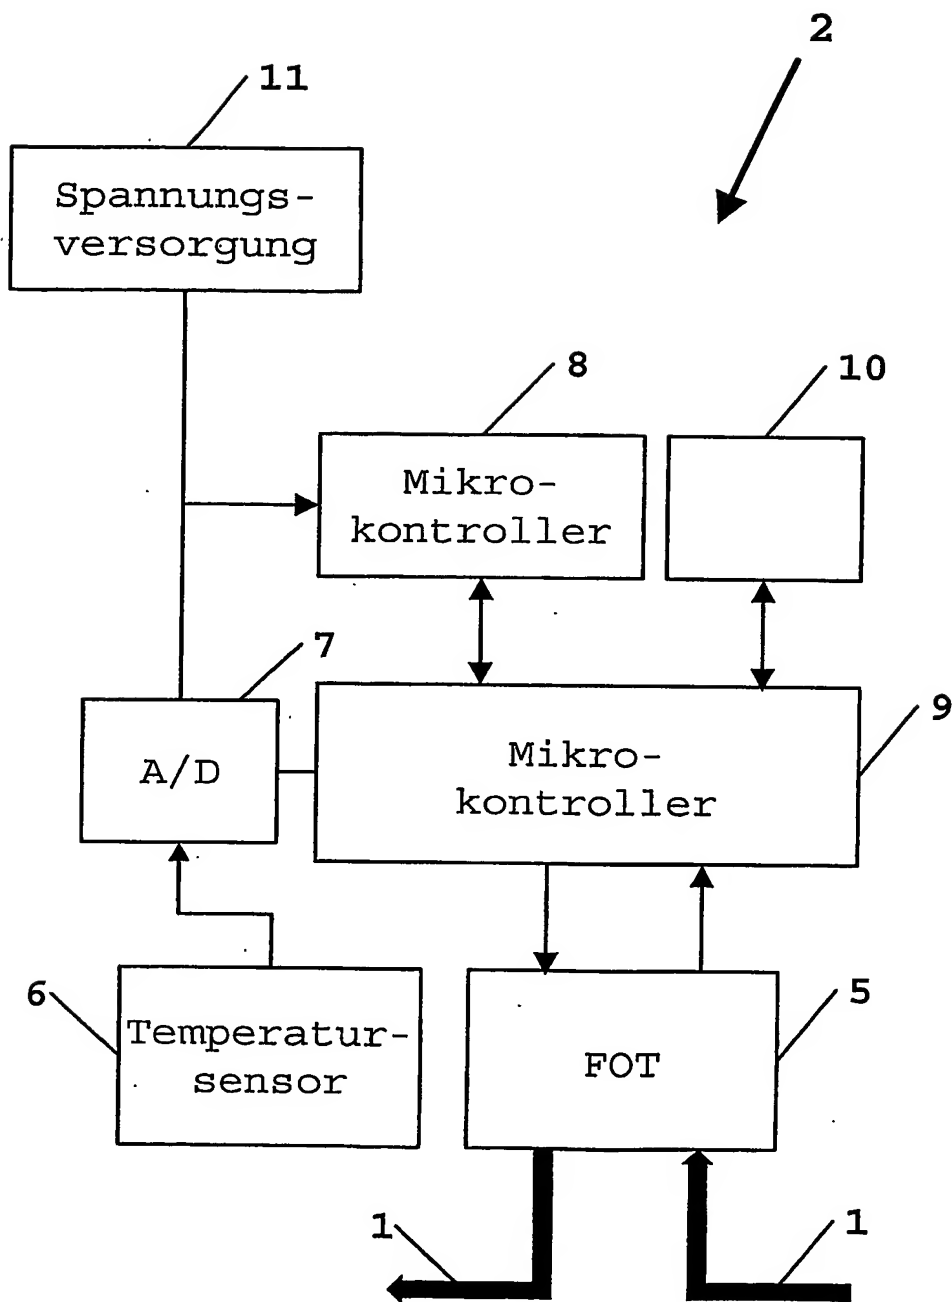 2
11
Spannungs-
versorgung
8
10
Mikro-
kontroller
7
9
A/D
Mikro-
kontroller
6
5
Temperatur-
sensor
FOT
1
1